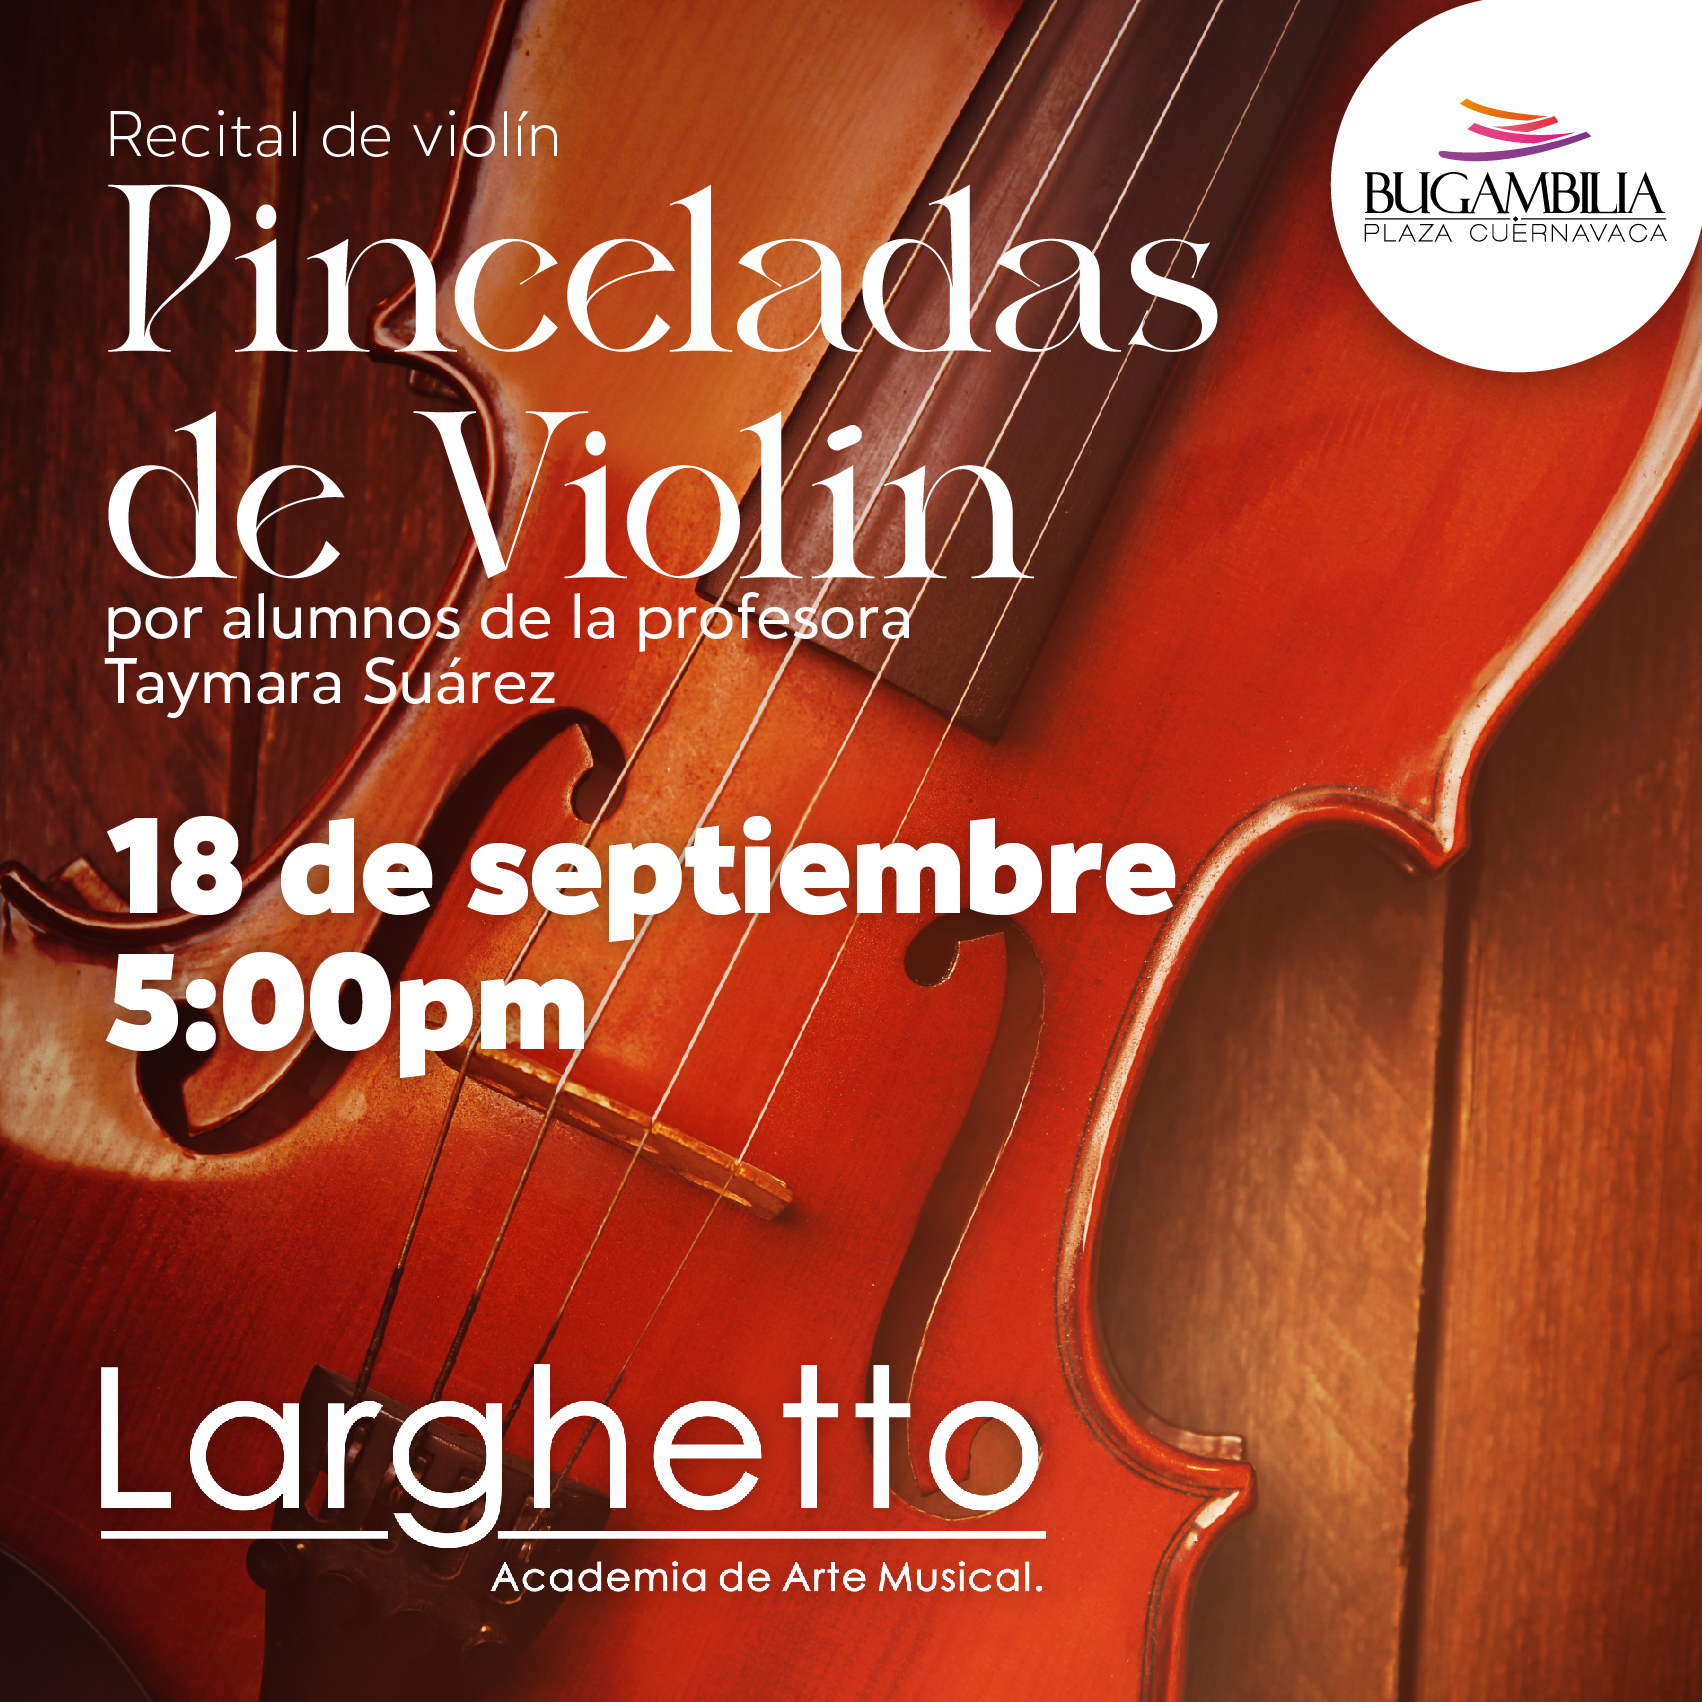 Recital de violín
Pinceladas
de Violín
por alumnos de la profesora
Taymara Suárez
18 de septiembre
5:00pm
Larghetto
Academia de Arte Musical.
BUGAMBILIA
PLAZA CUERNAVACA